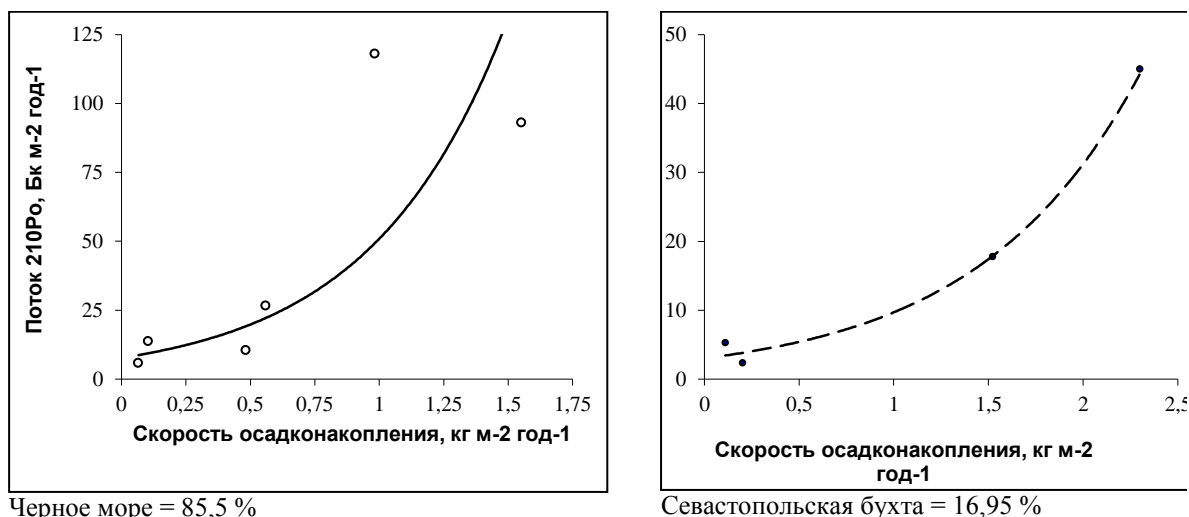 Поток 210Po, Бк м-2 год-1
125
100
75
50
25
0
0 0,25 0,5 0,75 1 1,25 1,5 1,75
Скорость осадконакопления, кг м-2 год-1
Черное море = 85,5 %
50
40
30
20
10
0
0 0,5 1 1,5 2 2,5
Скорость осадконакопления, кг м-2
год-1
Севастопольская бухта = 16,95 %